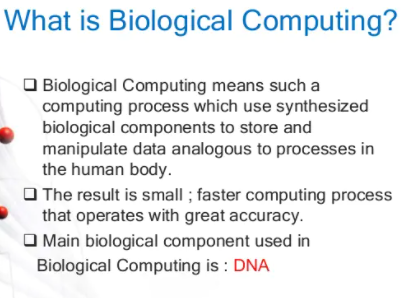 What is Biological Computing?
❑ Biological Computing means such a
computing process which use synthesized
biological components to store and
manipulate data analogous to processes in
the human body.
❑ The result is small ; faster computing process
that operates with great accuracy.
❑ Main biological component used in
Biological Computing is : DNA